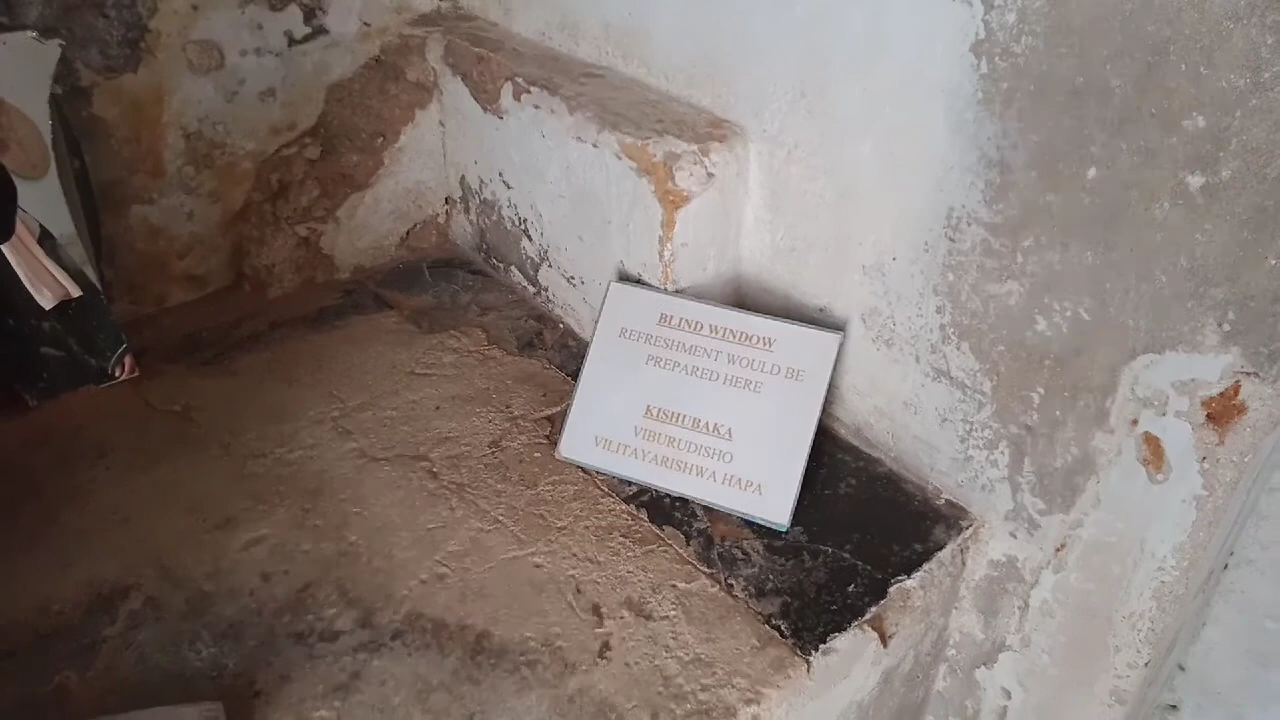 BLIND WINDOW
REFRESHMENT WOULD BE
PREPARED HERE
KISHUBAKA
VIBURUDISHO
VILITAYARISHWA HAPA